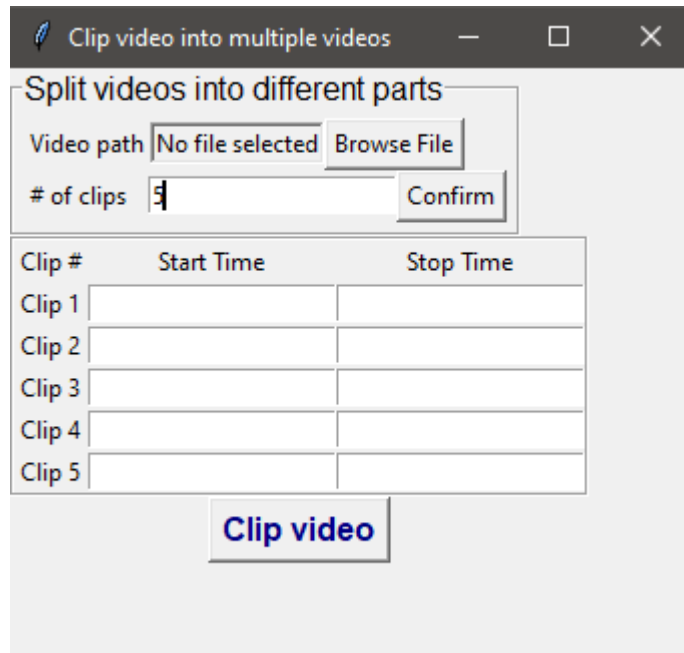 Clip video into multiple videos
Split videos into different parts
Video path No file selected Browse File
# of clips 5 Confirm
Clip # Start Time Stop Time
Clip 1
Clip 2
Clip 3
Clip 4
Clip 5
Clip video